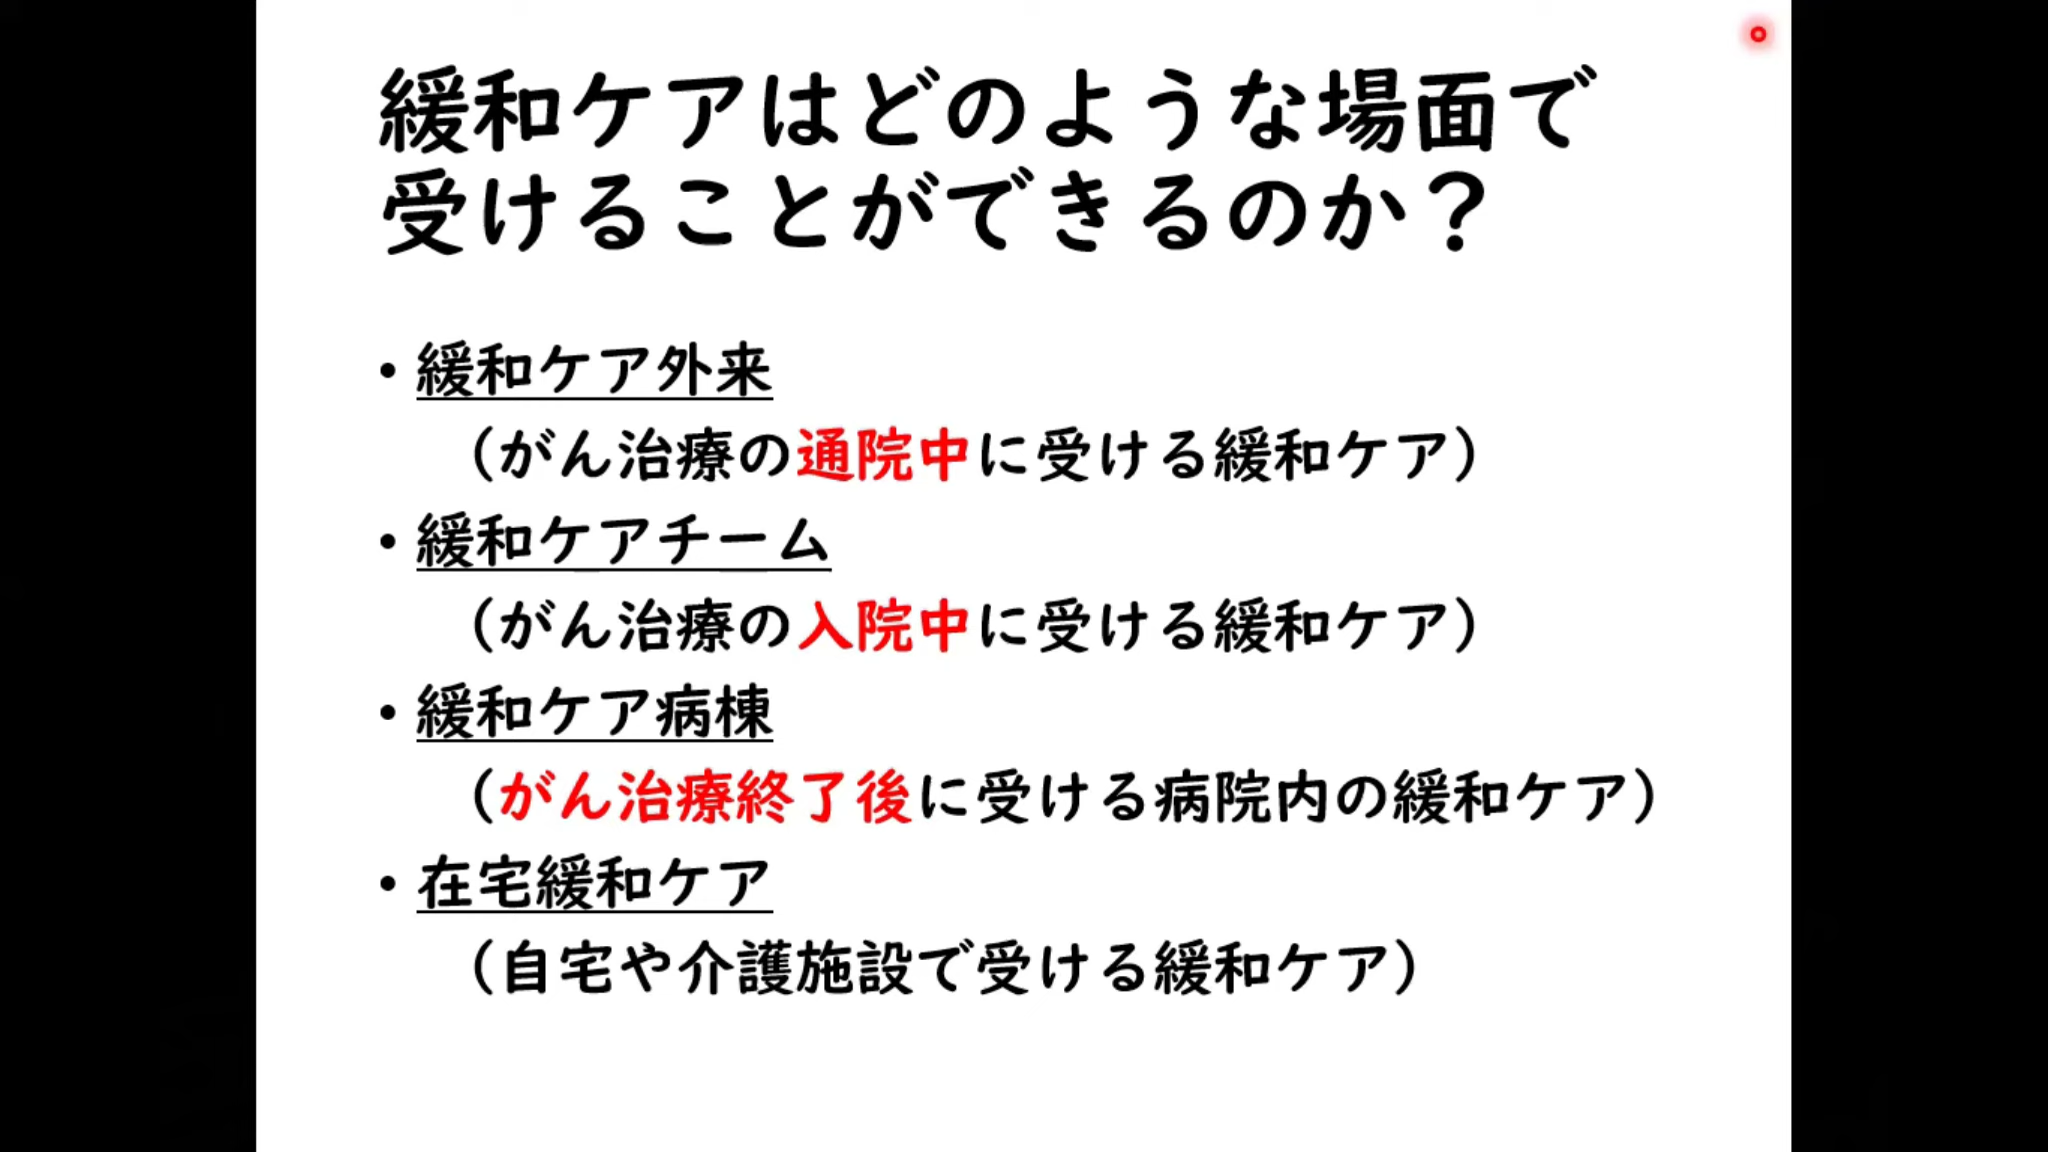 緩和ケアはどのような場面で
受けることができるのか？
・緩和ケア外来
（がん治療の通院中に受ける緩和ケア）
・緩和ケアチーム
（がん治療の入院中に受ける緩和ケア）
・緩和ケア病棟
（がん治療終了後に受ける病院内の緩和ケア）
・在宅緩和ケア
（自宅や介護施設で受ける緩和ケア）